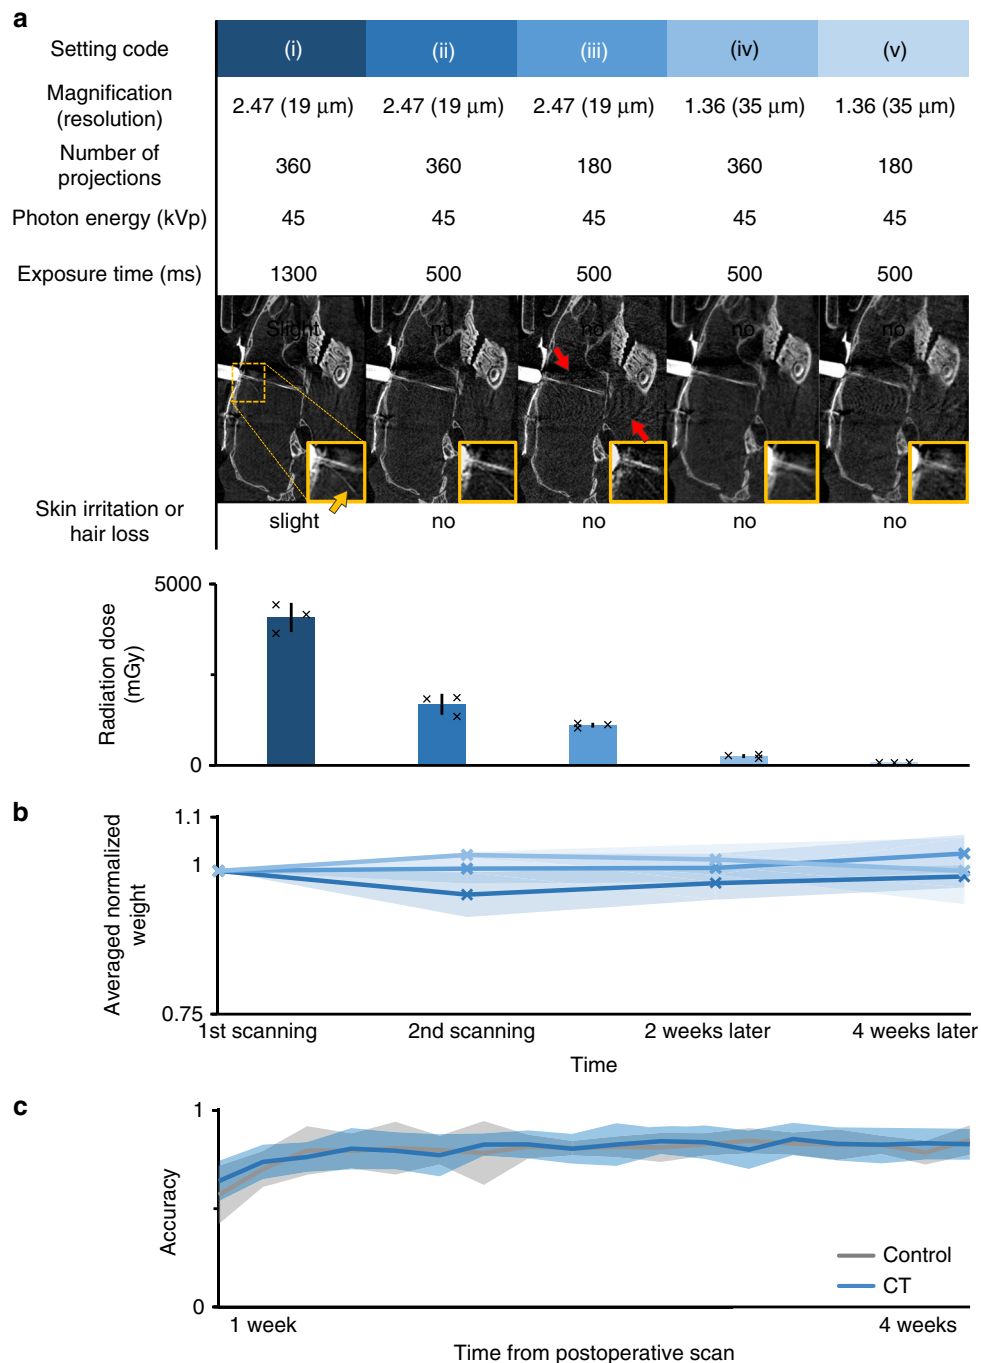 a
Setting code (i) (ii) (iii) (iv) (v)
Magnification
(resolution) 2.47 (19 μm) 2.47 (19 μm) 2.47 (19 μm) 1.36 (35 μm) 1.36 (35 μm)
Number of
projections 360 360 180 360 180
Photon energy (kVp) 45 45 45 45 45
Exposure time (ms) 1300 500 500 500 500
Slight no no no no
Skin irritation or
hair loss slight no no no no
5000
Radiation dose
(mGy)
0
b
1.1
1
Averaged normalized
weight
0.75
1st scanning 2nd scanning 2 weeks later 4 weeks later
Time
c
1
Accuracy
Control
CT
0
1 week 4 weeks
Time from postoperative scan